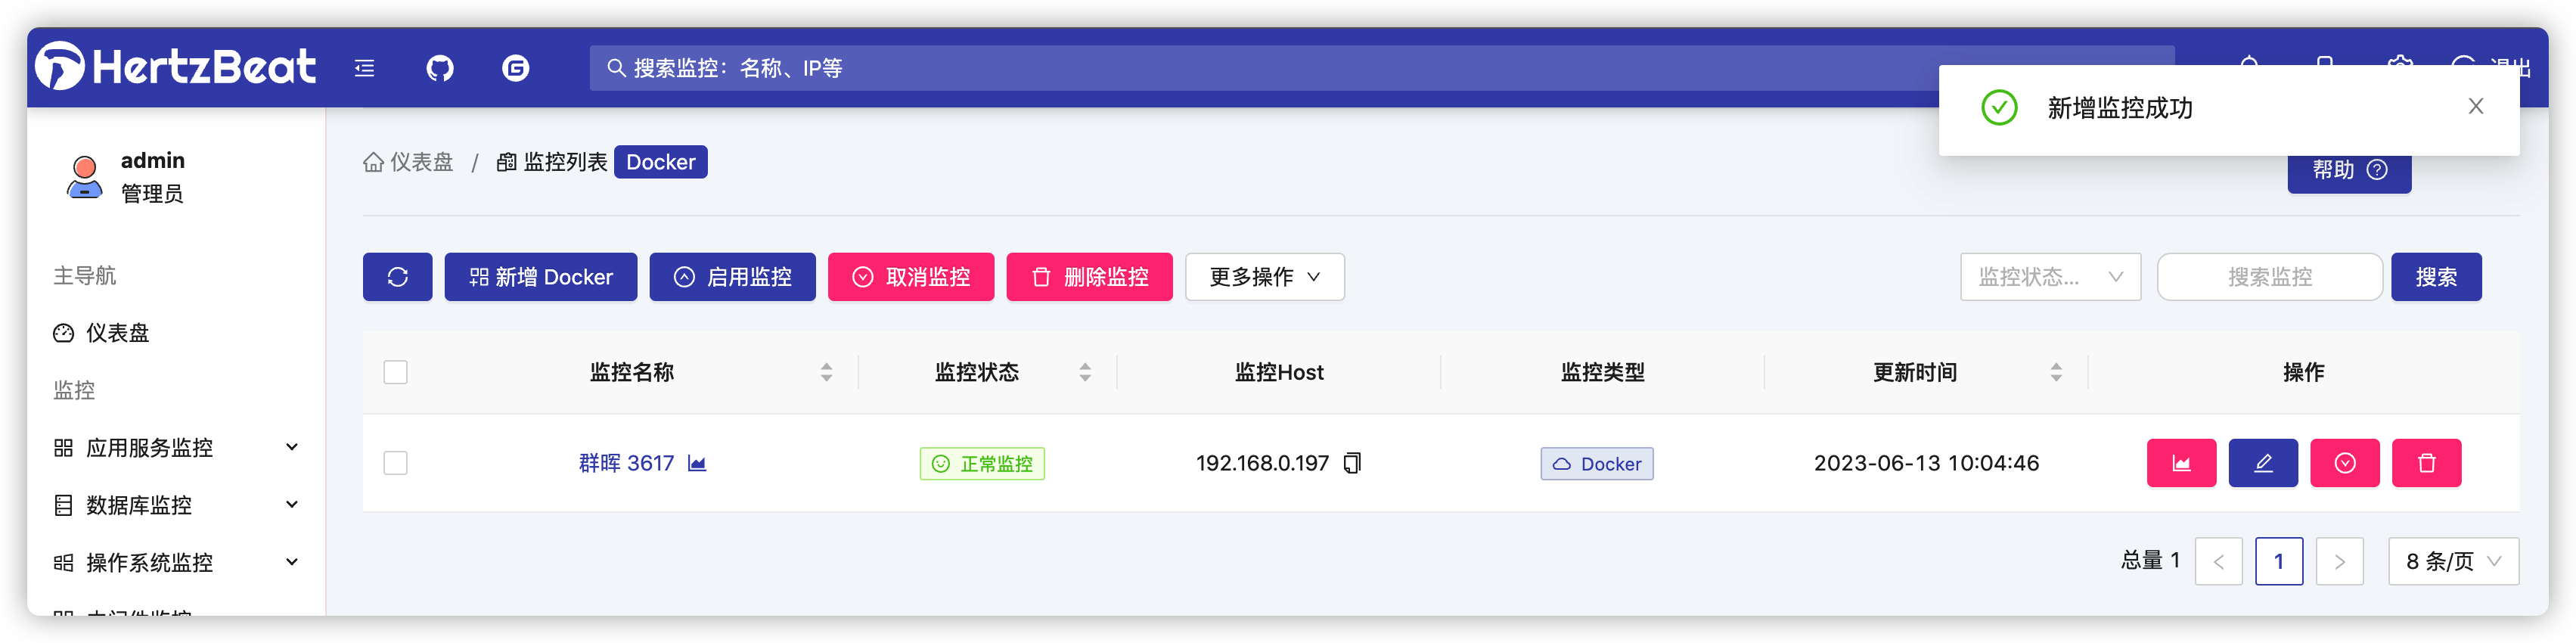 HertzBeat
搜索监控：名称、IP等
新增监控成功
admin
管理员
仪表盘 / 监控列表 Docker
帮助
主导航
仪表盘
监控
应用服务监控
数据库监控
操作系统监控
新增 Docker
启用监控
取消监控
删除监控
更多操作
监控状态...
搜索监控
搜索
监控名称 监控状态 监控Host 监控类型 更新时间 操作
群晖 3617 正常监控 192.168.0.197 Docker 2023-06-13 10:04:46
总量 1 < 1 > 8 条/页